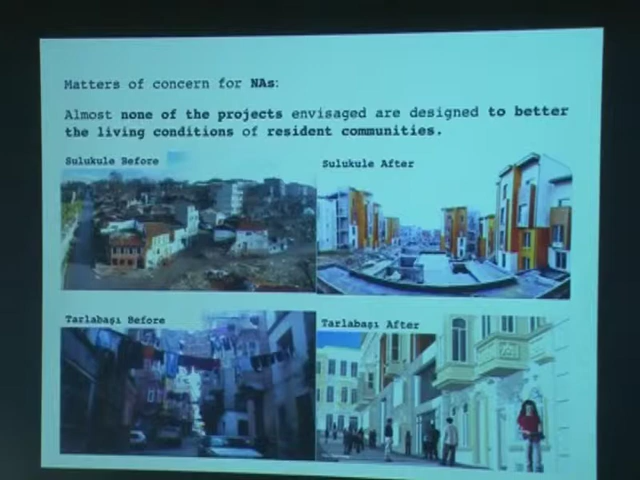 Matters of concern for NAs:
Almost none of the projects envisaged are designed to better
the living conditions of resident communities.
Sulukule Before
Sulukule After
Tarlabaşı Before
Tarlabaşı After